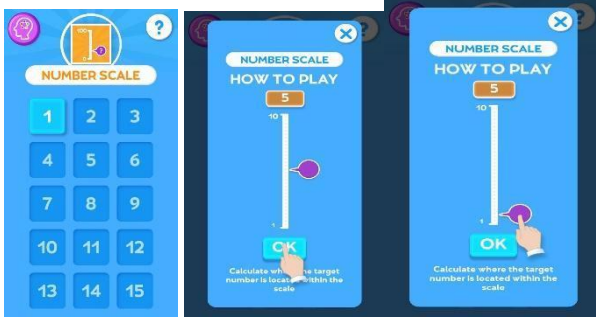 100
?
?
0
NUMBER SCALE
1 2 3
4 5 6
7 8 9
10 11 12
13 14 15
NUMBER SCALE
HOW TO PLAY
5
10
1
OK
Calculate where the target
number is located within the
scale
NUMBER SCALE
HOW TO PLAY
5
10
1
OK
Calculate where the target
number is located within the
scale